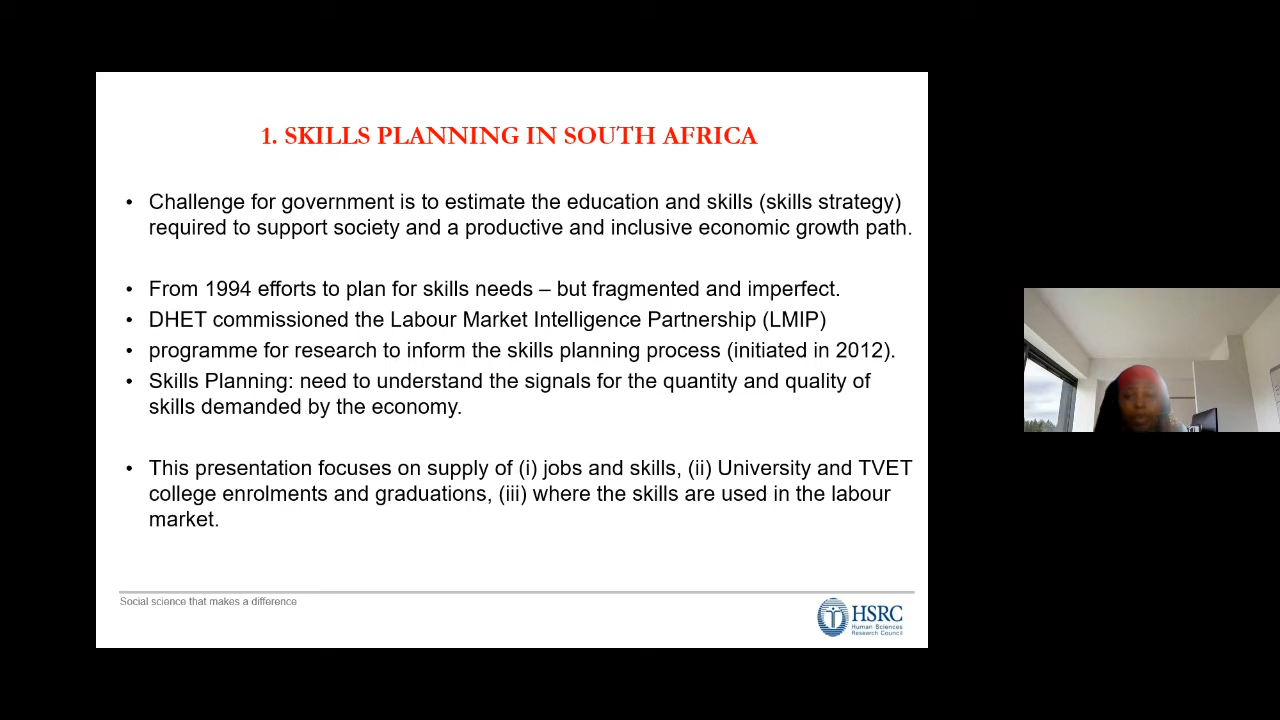 1. SKILLS PLANNING IN SOUTH AFRICA
• Challenge for government is to estimate the education and skills (skills strategy)
required to support society and a productive and inclusive economic growth path.
• From 1994 efforts to plan for skills needs – but fragmented and imperfect.
• DHET commissioned the Labour Market Intelligence Partnership (LMIP)
• programme for research to inform the skills planning process (initiated in 2012).
• Skills Planning: need to understand the signals for the quantity and quality of
skills demanded by the economy.
• This presentation focuses on supply of (i) jobs and skills, (ii) University and TVET
college enrolments and graduations, (iii) where the skills are used in the labour
market.
Social science that makes a difference
HSRC
Human Sciences
Research Council